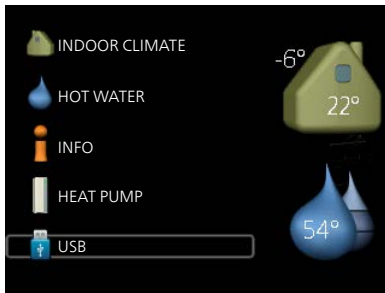 INDOOR CLIMATE
HOT WATER
INFO
HEAT PUMP
USB
-6°
22°
54°